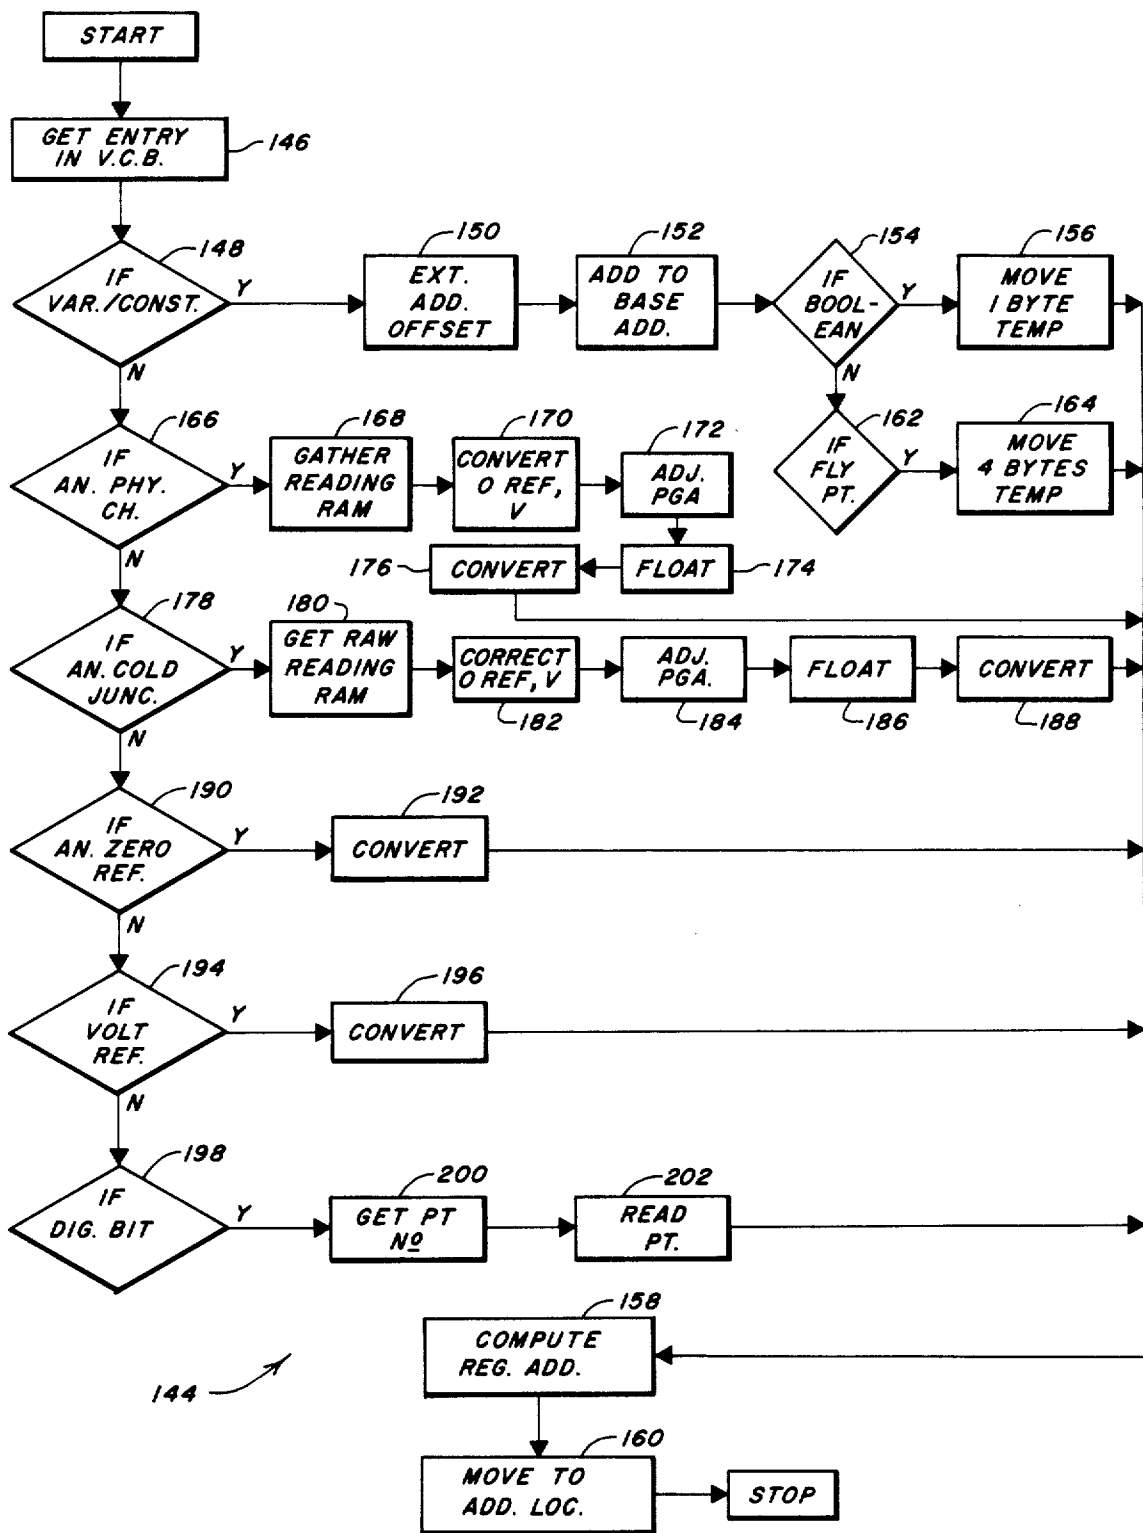 START
GET ENTRY
IN V.C.B.
146
IF
VAR./CONST.
148
Y
N
EXT.
ADD.
OFFSET
150
ADD TO
BASE
ADD.
152
IF
BOOL-
EAN
154
Y
N
MOVE
1 BYTE
TEMP
156
IF
FLY
PT.
162
Y
MOVE
4 BYTES
TEMP
164
IF
AN. PHY.
CH.
166
Y
N
GATHER
READING
RAM
168
CONVERT
O REF,
V
170
ADJ.
PGA
172
FLOAT
174
CONVERT
176
IF
AN. COLD
JUNC.
178
Y
N
GET RAW
READING
RAM
180
CORRECT
O REF, V
182
ADJ.
PGA.
184
FLOAT
186
CONVERT
188
IF
AN. ZERO
REF.
190
Y
N
CONVERT
192
IF
VOLT
REF.
194
Y
N
CONVERT
196
IF
DIG. BIT
198
Y
GET PT
Nº
200
READ
PT.
202
COMPUTE
REG. ADD.
158
144
MOVE TO
ADD. LOC.
160
STOP